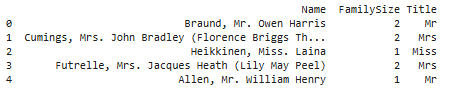 Name FamilySize Title
0 Braund, Mr. Owen Harris 2 Mr
1 Cumings, Mrs. John Bradley (Florence Briggs Th... 2 Mrs
2 Heikkinen, Miss. Laina 1 Miss
3 Futrelle, Mrs. Jacques Heath (Lily May Peel) 2 Mrs
4 Allen, Mr. William Henry 1 Mr